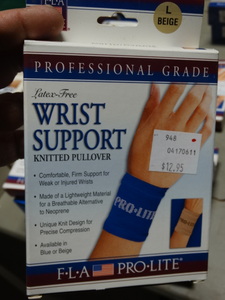 F·L·A
L
BEIGE
PROFESSIONAL GRADE
Latex-Free
WRIST
SUPPORT
KNITTED PULLOVER
• Comfortable, Firm Support for
Weak or Injured Wrists
• Made of a Lightweight Material
for a Breathable Alternative
to Neoprene
• Unique Knit Design for
Precise Compression
• Available in
Blue or Beige
948
04170611
$12.95
PRO·LITE
F·L·A PRO·LITE®